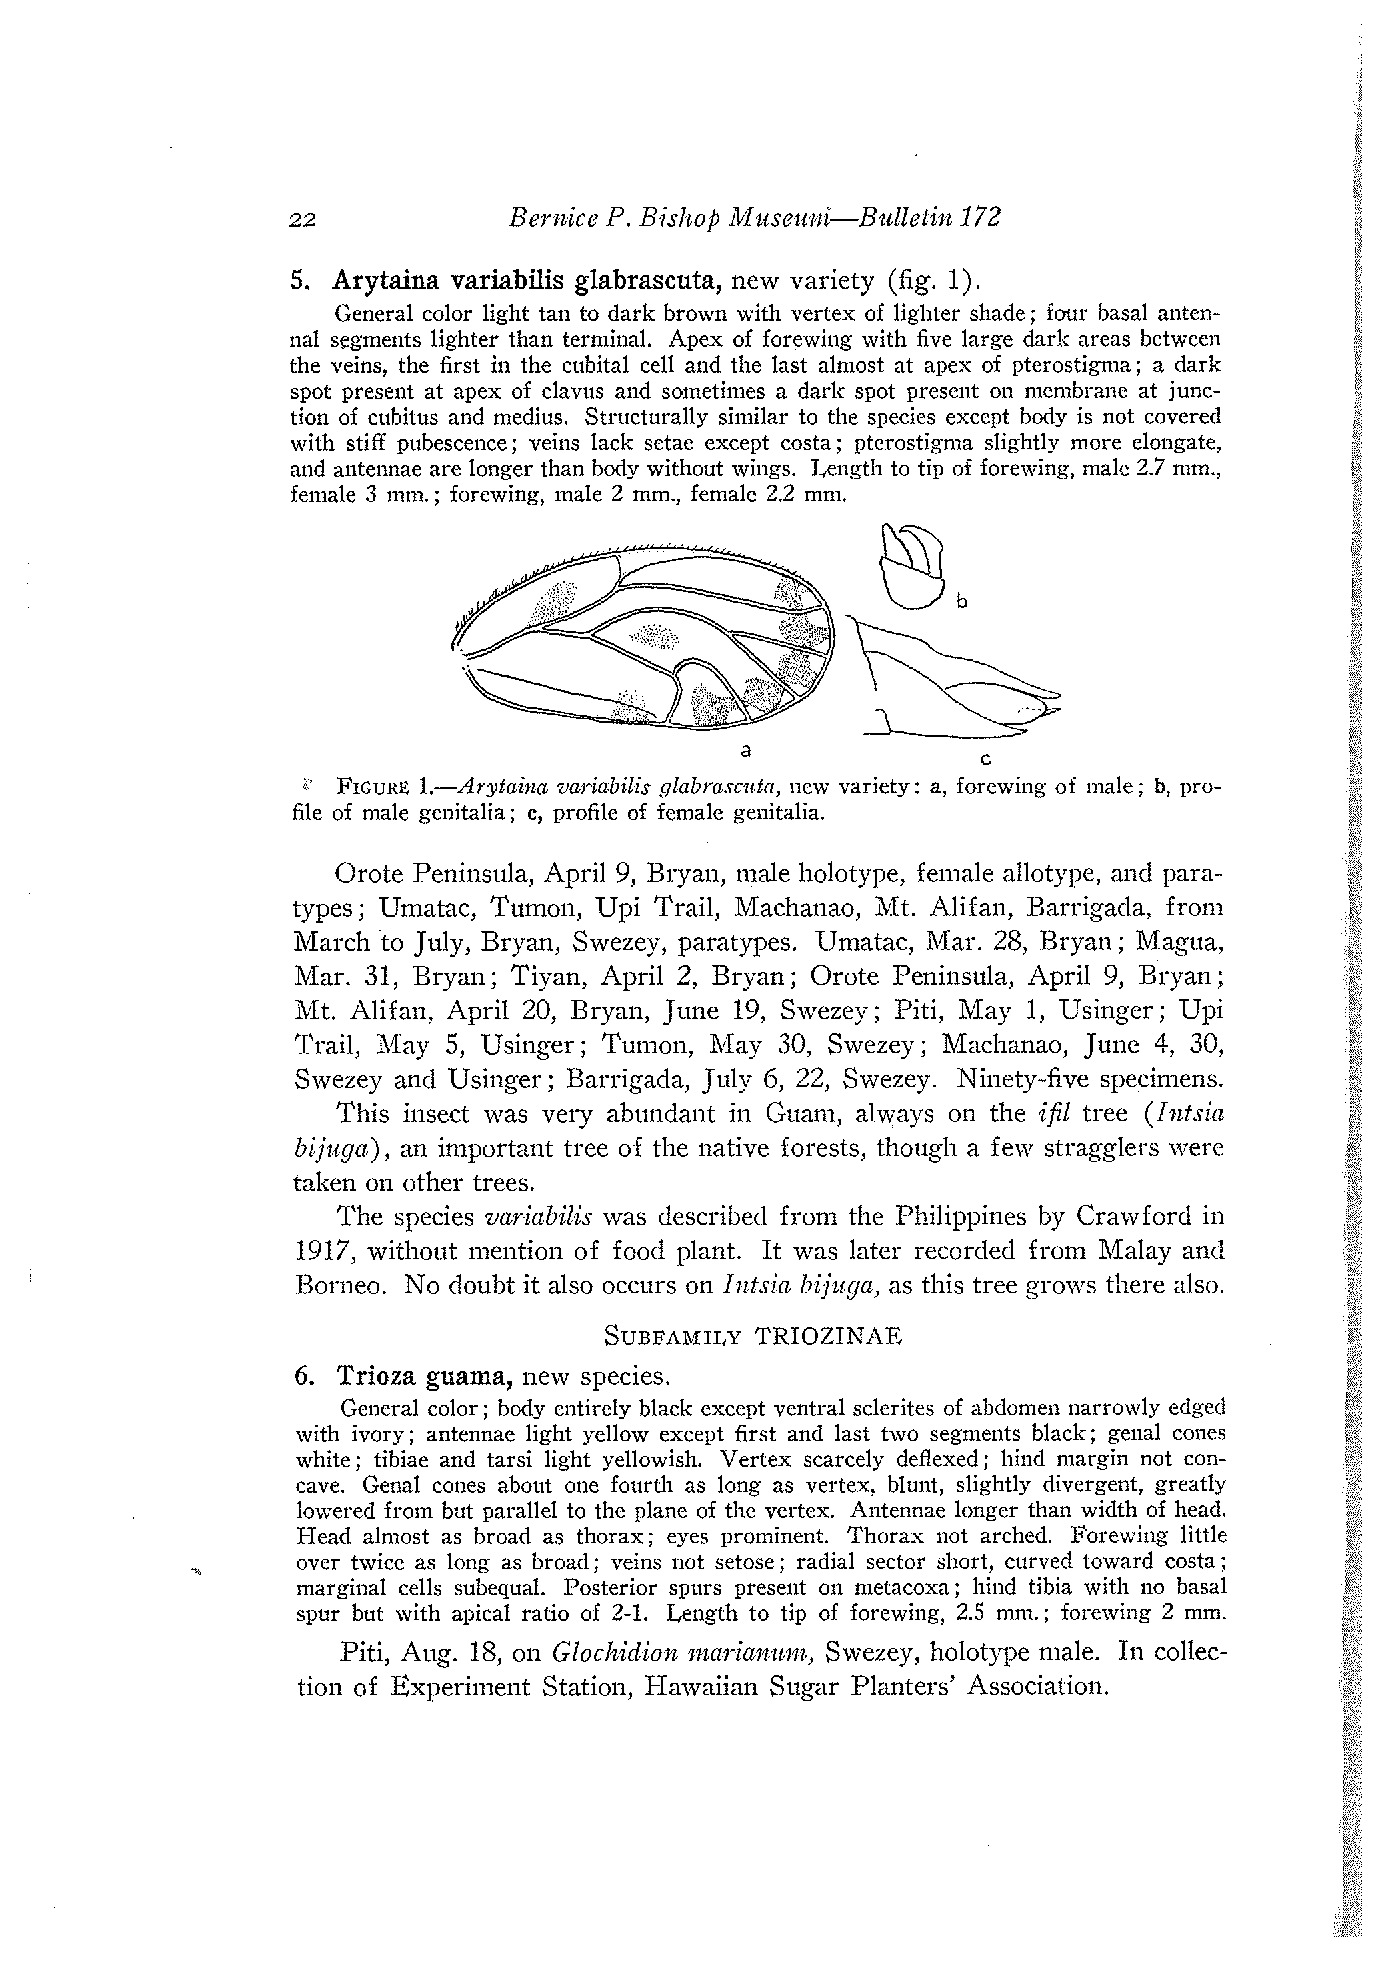 22 Bernice P. Bishop Museum—Bulletin 172
5. Arytaina variabilis glabrascuta, new variety (fig. 1).
General color light tan to dark brown with vertex of lighter shade; four basal anten-
nal segments lighter than terminal. Apex of forewing with five large dark areas between
the veins, the first in the cubital cell and the last almost at apex of pterostigma; a dark
spot present at apex of clavus and sometimes a dark spot present on membrane at junc-
tion of cubitus and medius. Structurally similar to the species except body is not covered
with stiff pubescence; veins lack setae except costa; pterostigma slightly more elongate,
and antennae are longer than body without wings. Length to tip of forewing, male 2.7 mm.,
female 3 mm.; forewing, male 2 mm., female 2.2 mm.
b
a
c
FIGURE 1.—Arytaina variabilis glabrascuta, new variety: a, forewing of male; b, pro-
file of male genitalia; c, profile of female genitalia.
Orote Peninsula, April 9, Bryan, male holotype, female allotype, and para-
types; Umatac, Tumon, Upi Trail, Machanao, Mt. Alifan, Barrigada, from
March to July, Bryan, Swezey, paratypes. Umatac, Mar. 28, Bryan; Magua,
Mar. 31, Bryan; Tiyan, April 2, Bryan; Orote Peninsula, April 9, Bryan;
Mt. Alifan, April 20, Bryan, June 19, Swezey; Piti, May 1, Usinger; Upi
Trail, May 5, Usinger; Tumon, May 30, Swezey; Machanao, June 4, 30,
Swezey and Usinger; Barrigada, July 6, 22, Swezey. Ninety-five specimens.
This insect was very abundant in Guam, always on the ifil tree (Intsia
bijuga), an important tree of the native forests, though a few stragglers were
taken on other trees.
The species variabilis was described from the Philippines by Crawford in
1917, without mention of food plant. It was later recorded from Malay and
Borneo. No doubt it also occurs on Intsia bijuga, as this tree grows there also.
SUBFAMILY TRIOZINAE
6. Trioza guama, new species.
General color; body entirely black except ventral sclerites of abdomen narrowly edged
with ivory; antennae light yellow except first and last two segments black; genal cones
white; tibiae and tarsi light yellowish. Vertex scarcely deflexed; hind margin not con-
cave. Genal cones about one fourth as long as vertex, blunt, slightly divergent, greatly
lowered from but parallel to the plane of the vertex. Antennae longer than width of head.
Head almost as broad as thorax; eyes prominent. Thorax not arched. Forewing little
over twice as long as broad; veins not setose; radial sector short, curved toward costa;
marginal cells subequal. Posterior spurs present on metacoxa; hind tibia with no basal
spur but with apical ratio of 2-1. Length to tip of forewing, 2.5 mm.; forewing 2 mm.
Piti, Aug. 18, on Glochidion marianum, Swezey, holotype male. In collec-
tion of Experiment Station, Hawaiian Sugar Planters' Association.